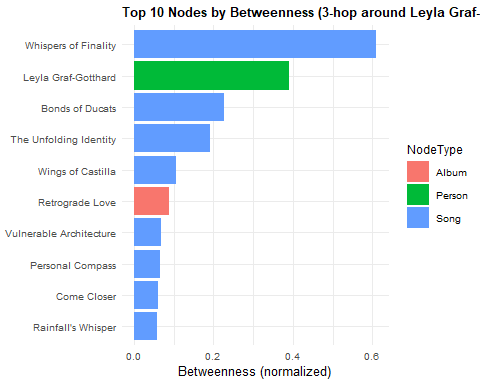 Top 10 Nodes by Betweenness (3-hop around Leyla Graf-
Whispers of Finality
Leyla Graf-Gotthard
Bonds of Ducats
The Unfolding Identity
Wings of Castilla
Retrograde Love
Vulnerable Architecture
Personal Compass
Come Closer
Rainfall's Whisper
0.0
0.2
0.4
0.6
Betweenness (normalized)
NodeType
Album
Person
Song